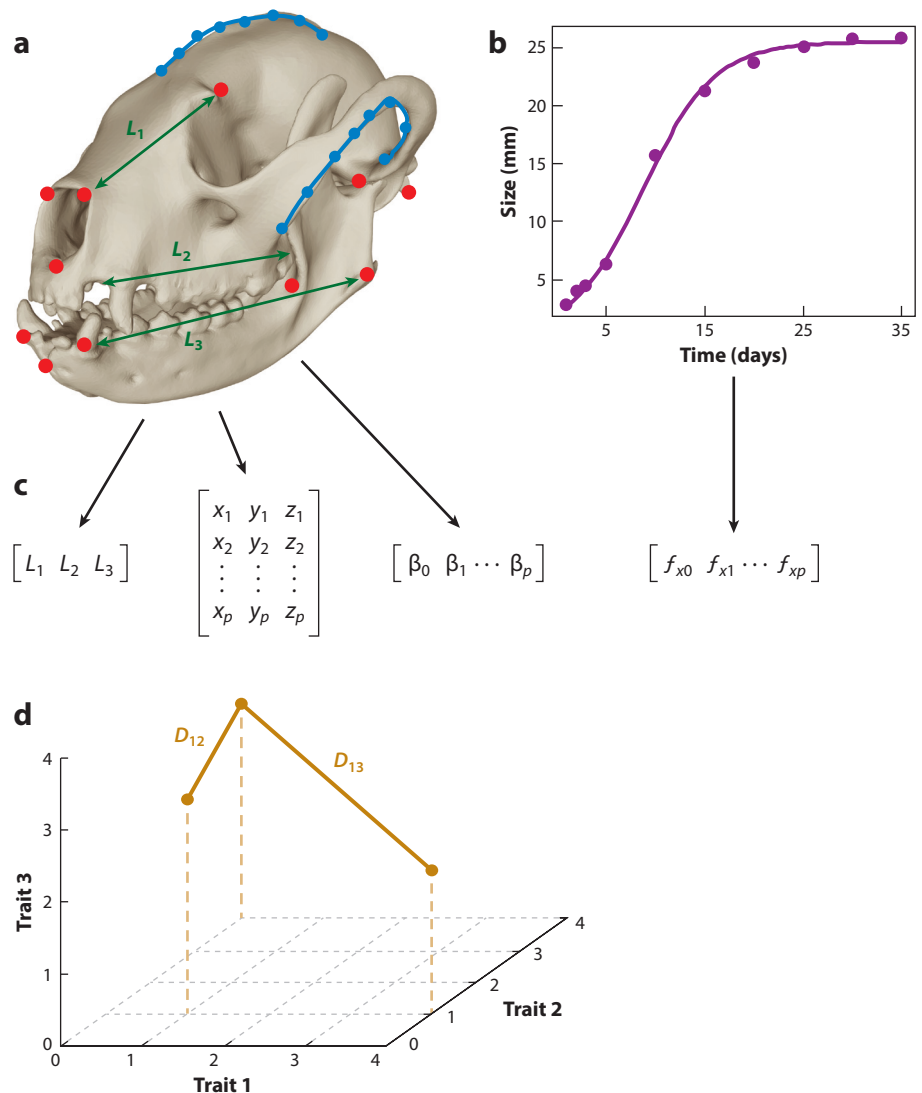 a
L₁
L₂
L₃
b
Size (mm)
25
20
15
10
5
5
15
25
35
Time (days)
c
[L₁ L₂ L₃]
x₁ y₁ z₁
x₂ y₂ z₂
⋮ ⋮ ⋮
xₚ yₚ zₚ
[β₀ β₁ ⋯ βₚ]
[fₓ₀ fₓ₁ ⋯ fₓₚ]
d
D₁₂
D₁₃
Trait 3
4
3
2
1
0
0
1
2
3
4
Trait 1
0
1
2
3
4
Trait 2